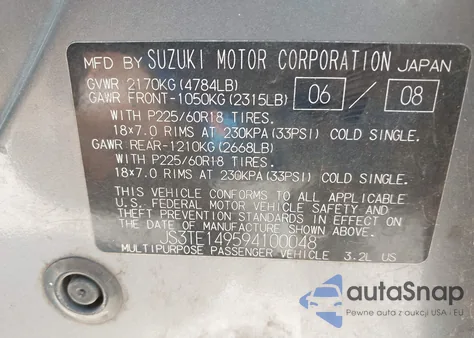 MFD BY SUZUKI MOTOR CORPORATION JAPAN
GVWR 2170KG (4784LB)
GAWR FRONT-1050KG (2315LB) 06 / 08
WITH P225/60R18 TIRES.
18x7.0 RIMS AT 230KPA (33PSI) COLD SINGLE.
GAWR REAR-1210KG (2668LB)
WITH P225/60R18 TIRES.
18x7.0 RIMS AT 230KPA (33PSI) COLD SINGLE.
THIS VEHICLE CONFORMS TO ALL APPLICABLE
U.S. FEDERAL MOTOR VEHICLE SAFETY AND
THEFT PREVENTION STANDARDS IN EFFECT ON
THE DATE OF MANUFACTURE SHOWN ABOVE.
JS3TE149594100048
MULTIPURPOSE PASSENGER VEHICLE 3.2L US
autoSnap
Pewne auta z aukcji USA - EU